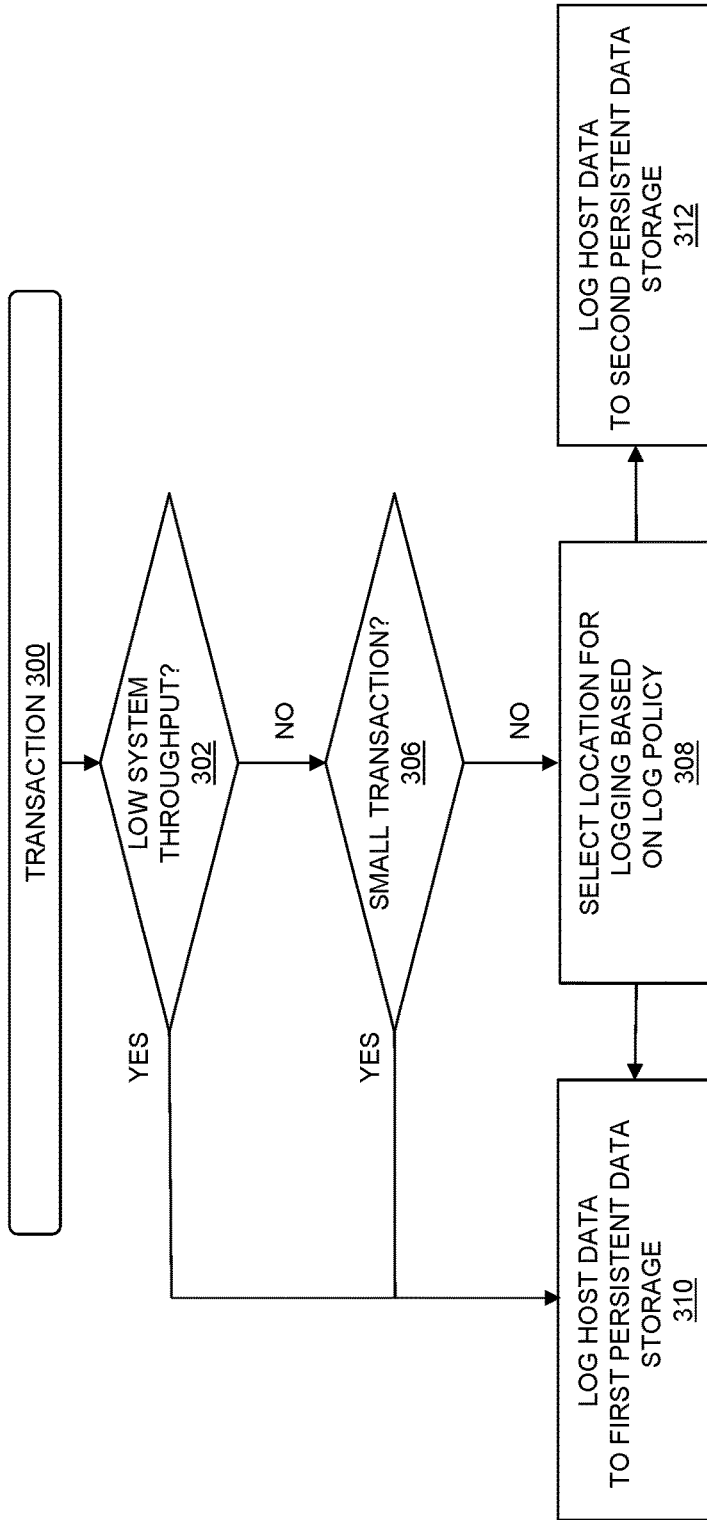 TRANSACTION 300
LOW SYSTEM
THROUGHPUT?
302
YES
NO
SMALL TRANSACTION?
306
YES
NO
LOG HOST DATA
TO FIRST PERSISTENT DATA
STORAGE
310
SELECT LOCATION FOR
LOGGING BASED
ON LOG POLICY
308
LOG HOST DATA
TO SECOND PERSISTENT DATA
STORAGE
312